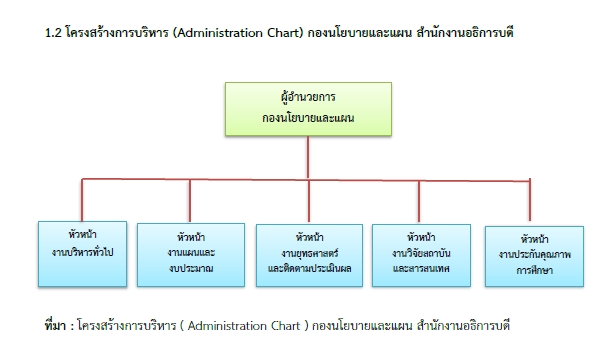 1.2 โครงสร้างการบริหาร (Administration Chart) กองนโยบายและแผน สำนักงานอธิการบดี
ผู้อำนวยการ
กองนโยบายและแผน
หัวหน้า
งานบริหารทั่วไป
หัวหน้า
งานแผนและ
งบประมาณ
หัวหน้า
งานยุทธศาสตร์
และติดตามประเมินผล
หัวหน้า
งานวิจัยสถาบัน
และสารสนเทศ
หัวหน้า
งานประกันคุณภาพ
การศึกษา
ที่มา : โครงสร้างการบริหาร ( Administration Chart ) กองนโยบายและแผน สำนักงานอธิการบดี